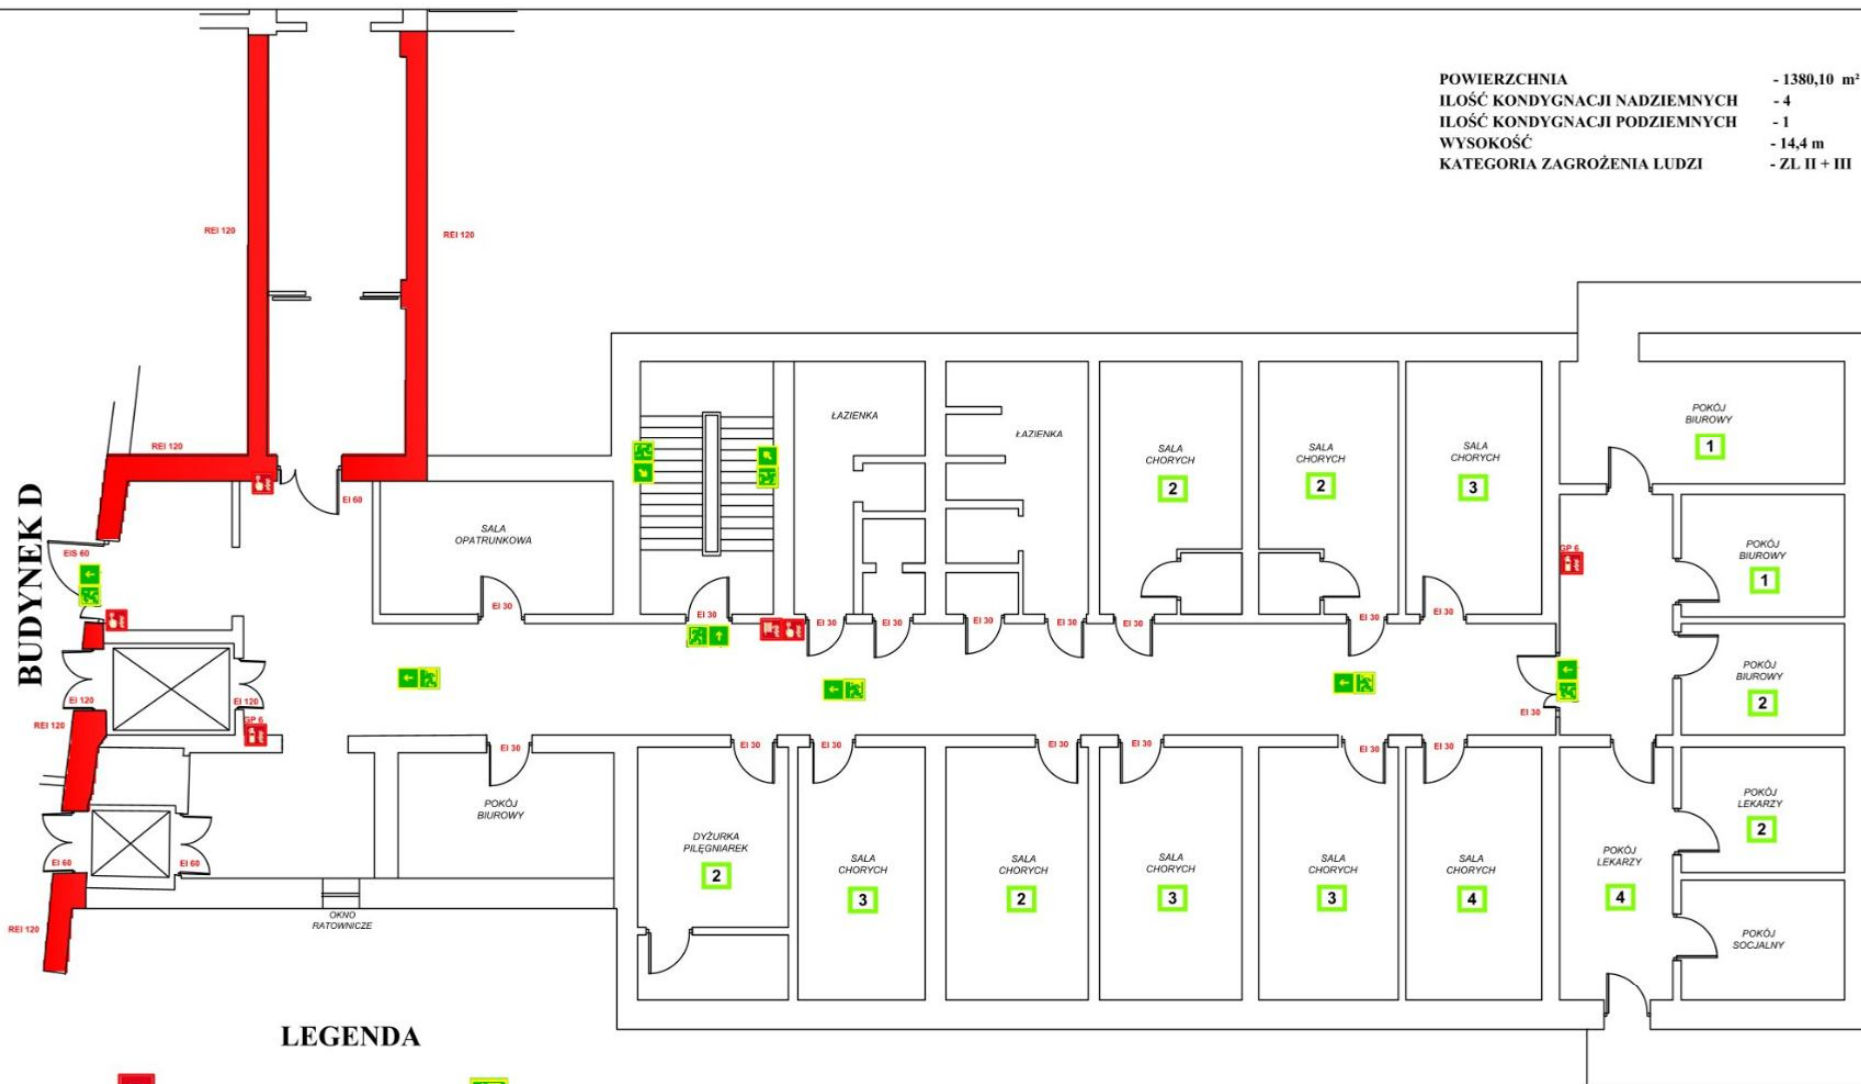 POWIERZCHNIA - 1380,10 m²
ILOŚĆ KONDYGNACJI NADZIEMNYCH - 4
ILOŚĆ KONDYGNACJI PODZIEMNYCH - 1
WYSOKOŚĆ - 14,4 m
KATEGORIA ZAGROŻENIA LUDZI - ZL II + III
REI 120
REI 120
REI 120
EI 60
BUDYNEK D
EIS 60
SALA
OPATRUNKOWA
EI 30
EI 30
ŁAZIENKA
ŁAZIENKA
SALA
CHORYCH
2
SALA
CHORYCH
2
SALA
CHORYCH
3
POKÓJ
BIUROWY
1
GP 6
POKÓJ
BIUROWY
1
EI 30
EI 30
EI 30
EI 30
EI 30
EI 30
EI 30
POKÓJ
BIUROWY
2
EI 120
EI 120
REI 120
GP 6
EI 30
EI 30
EI 30
EI 30
EI 30
EI 30
EI 30
EI 30
POKÓJ
BIUROWY
DYŻURKA
PILĘGNIAREK
2
SALA
CHORYCH
3
SALA
CHORYCH
2
SALA
CHORYCH
3
SALA
CHORYCH
3
SALA
CHORYCH
4
POKÓJ
LEKARZY
4
POKÓJ
LEKARZY
2
POKÓJ
SOCJALNY
EI 60
EI 60
REI 120
OKNO
RATOWNICZE
LEGENDA